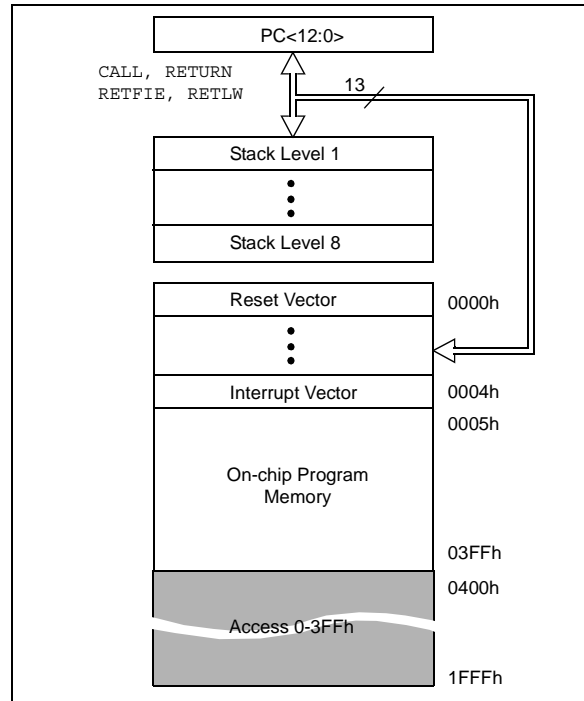 PC<12:0>
CALL, RETURN
RETFIE, RETLW
13
Stack Level 1
Stack Level 8
Reset Vector
0000h
Interrupt Vector
0004h
0005h
On-chip Program
Memory
03FFh
0400h
Access 0-3FFh
1FFFh